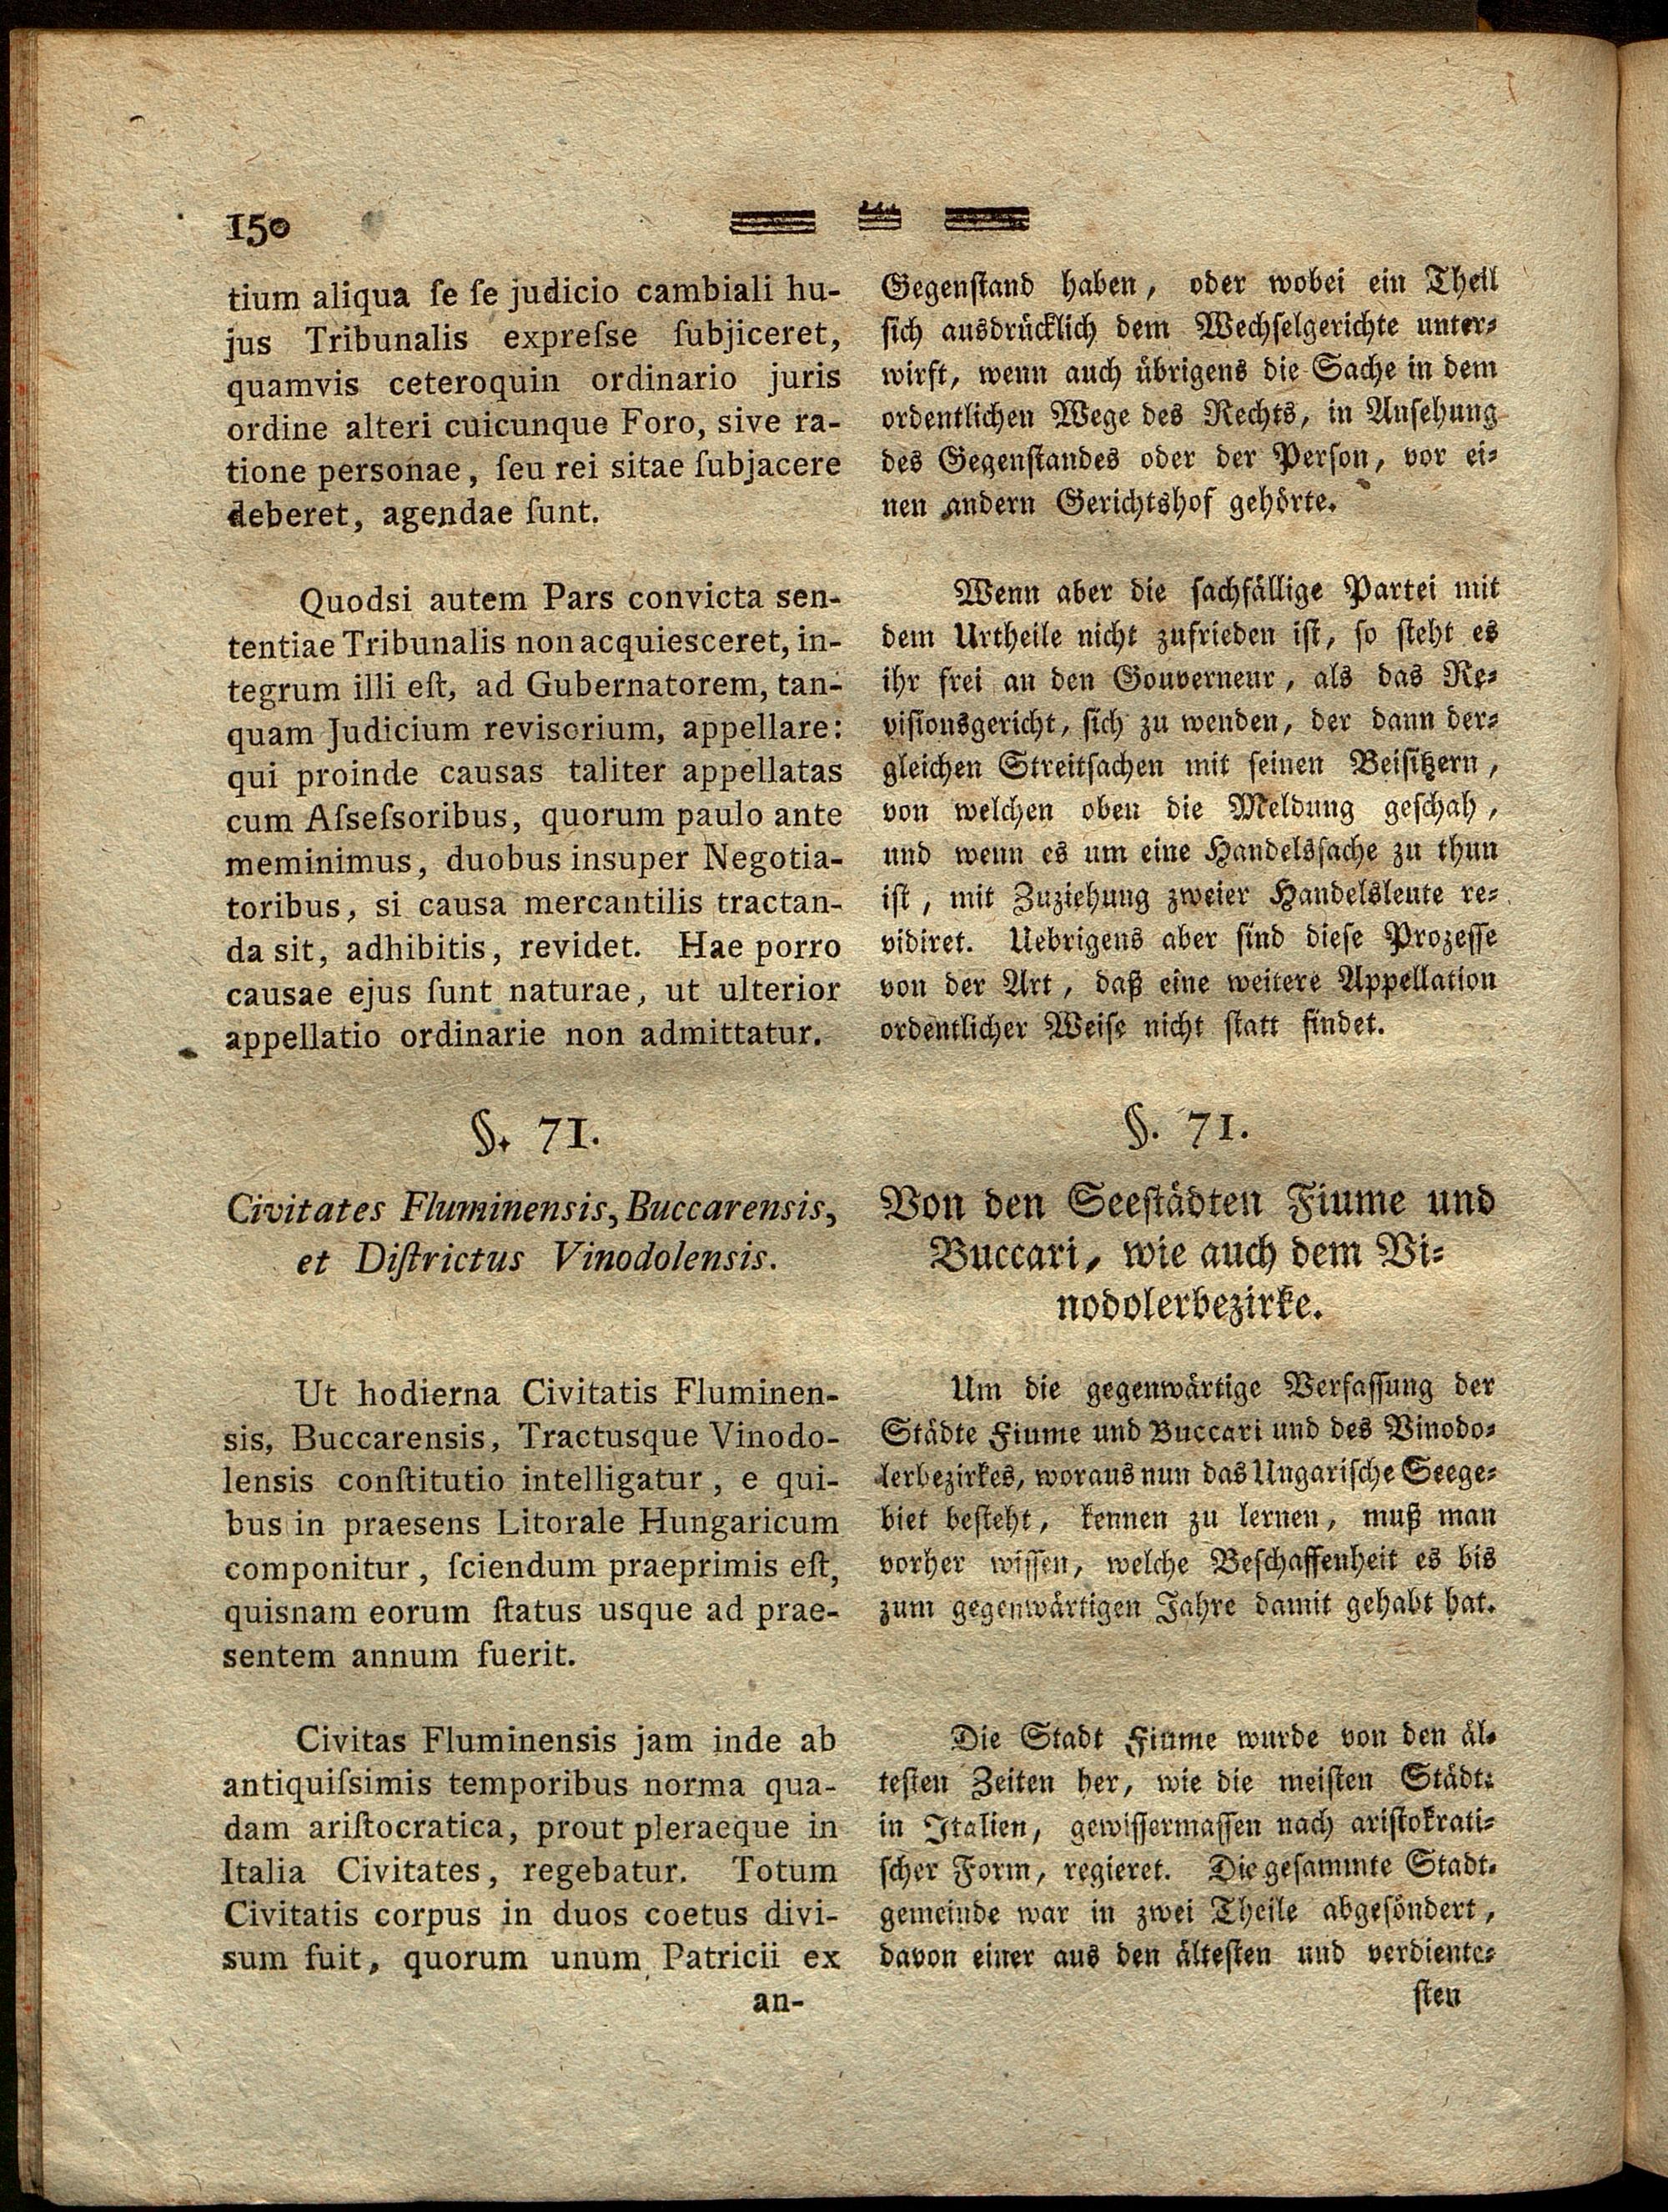 150
tium aliqua ſe ſe judicio cambiali hu-
jus Tribunalis expreſse ſubjiceret,
quamvis ceteroquin ordinario juris
ordine alteri cuicunque Foro, sive ra-
tione personae, ſeu rei sitae ſubjacere
deberet, agendae ſunt.
Quodsi autem Pars convicta sen-
tentiae Tribunalis non acquiesceret, in-
tegrum illi eſt, ad Gubernatorem, tan-
quam Judicium revisorium, appellare:
qui proinde causas taliter appellatas
cum Aſseſsoribus, quorum paulo ante
meminimus, duobus insuper Negotia-
toribus, si causa mercantilis tractan-
da sit, adhibitis, revidet. Hae porro
causae ejus ſunt naturae, ut ulterior
appellatio ordinarie non admittatur.
§. 71.
Civitates Fluminensis, Buccarensis,
et Diſtrictus Vinodolensis.
Ut hodierna Civitatis Fluminen-
sis, Buccarensis, Tractusque Vinodo-
lensis conſtitutio intelligatur, e qui-
bus in praesens Litorale Hungaricum
componitur, ſciendum praeprimis eſt,
quisnam eorum ſtatus usque ad prae-
sentem annum fuerit.
Civitas Fluminensis jam inde ab
antiquiſsimis temporibus norma qua-
dam ariſtocratica, prout pleraeque in
Italia Civitates, regebatur. Totum
Civitatis corpus in duos coetus divi-
sum fuit, quorum unum Patricii ex
an-
Gegenſtand haben, oder wobei ein Theil
ſich ausdrücklich dem Wechſelgerichte unter-
wirft, wenn auch übrigens die Sache in dem
ordentlichen Wege des Rechts, in Anſehung
des Gegenſtandes oder der Perſon, vor ei-
nen andern Gerichtshof gehörte.
Wenn aber die ſachfällige Partei mit
dem Urtheile nicht zufrieden iſt, ſo ſteht es
ihr frei an den Gouverneur, als das Re-
viſionsgericht, ſich zu wenden, der dann der-
gleichen Streitſachen mit ſeinen Beiſitzern,
von welchen oben die Meldung geſchah,
und wenn es um eine Handelsſache zu thun
iſt, mit Zuziehung zweier Handelsleute re-
vidiret. Uebrigens aber ſind dieſe Prozeſſe
von der Art, daß eine weitere Appellation
ordentlicher Weiſe nicht ſtatt findet.
§. 71.
Von den Seeſtädten Fiume und
Buccari, wie auch dem Vi-
nodolerbezirke.
Um die gegenwärtige Verfaſſung der
Städte Fiume und Buccari und des Vinodo-
lerbezirkes, woraus nun das Ungariſche Seege-
biet beſteht, kennen zu lernen, muß man
vorher wiſſen, welche Beſchaffenheit es bis
zum gegenwärtigen Jahre damit gehabt hat.
Die Stadt Fiume wurde von den äl-
teſten Zeiten her, wie die meiſten Städte
in Italien, gewiſſermaſſen nach ariſtokrati-
ſcher Form, regieret. Die geſammte Stadt-
gemeinde war in zwei Theile abgeſöndert,
davon einer aus den älteſten und verdiente-
ſten